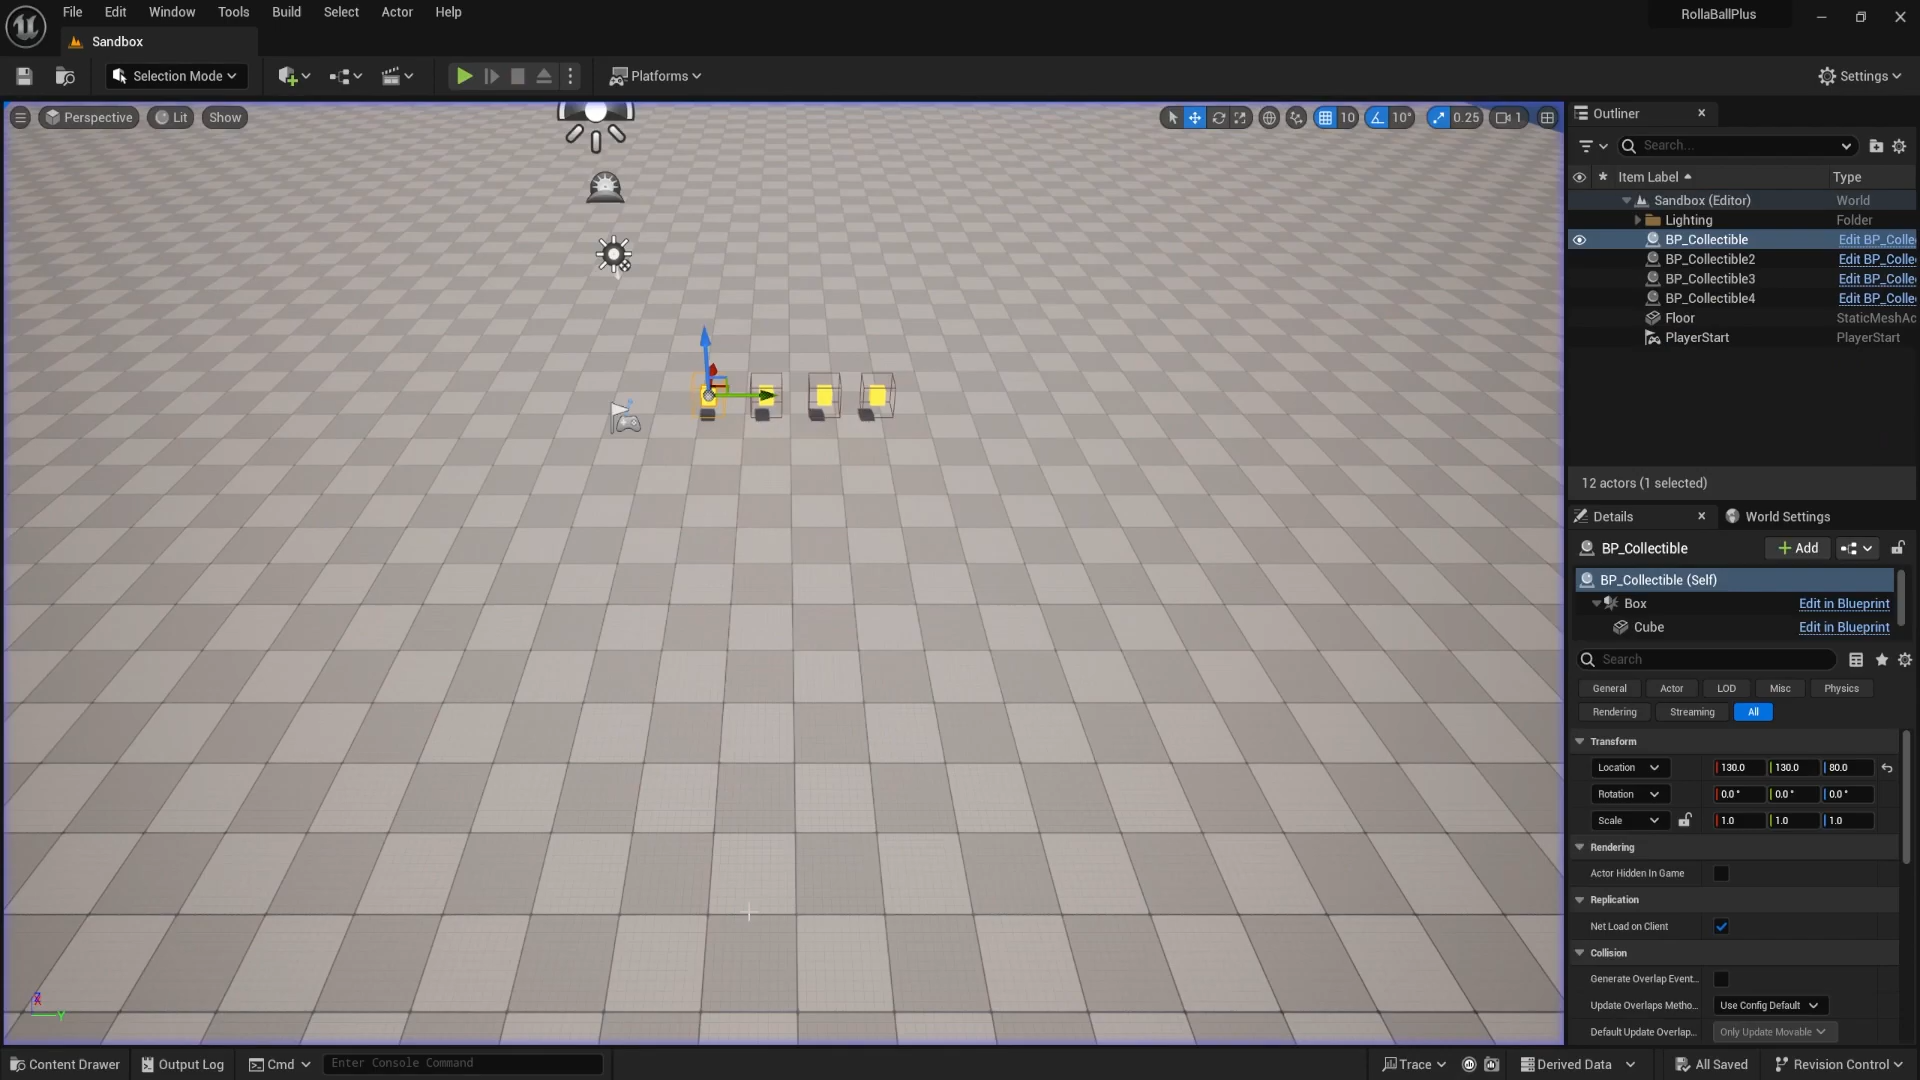 File Edit Window Tools Build Select Actor Help
RollaBallPlus
Sandbox
Selection Mode
Platforms
Settings
Perspective
Lit
Show
10
10°
0.25
1
Outliner
Search...
Item Label
Type
Sandbox (Editor)
World
Lighting
Folder
BP_Collectible
Edit BP_Colle
BP_Collectible2
Edit BP_Colle
BP_Collectible3
Edit BP_Colle
BP_Collectible4
Edit BP_Colle
Floor
StaticMeshAc
PlayerStart
PlayerStart
12 actors (1 selected)
Details
World Settings
BP_Collectible
Add
BP_Collectible (Self)
Box
Edit in Blueprint
Cube
Edit in Blueprint
Search
General
Actor
LOD
Misc
Physics
Rendering
Streaming
All
Transform
Location
130.0
130.0
80.0
Rotation
0.0 °
0.0 °
0.0 °
Scale
1.0
1.0
1.0
Rendering
Actor Hidden In Game
Replication
Net Load on Client
Collision
Generate Overlap Event...
Update Overlaps Metho...
Use Config Default
Default Update Overlap...
Only Update Movable
Z
Y
Content Drawer
Output Log
Cmd
Enter Console Command
Trace
Derived Data
All Saved
Revision Control